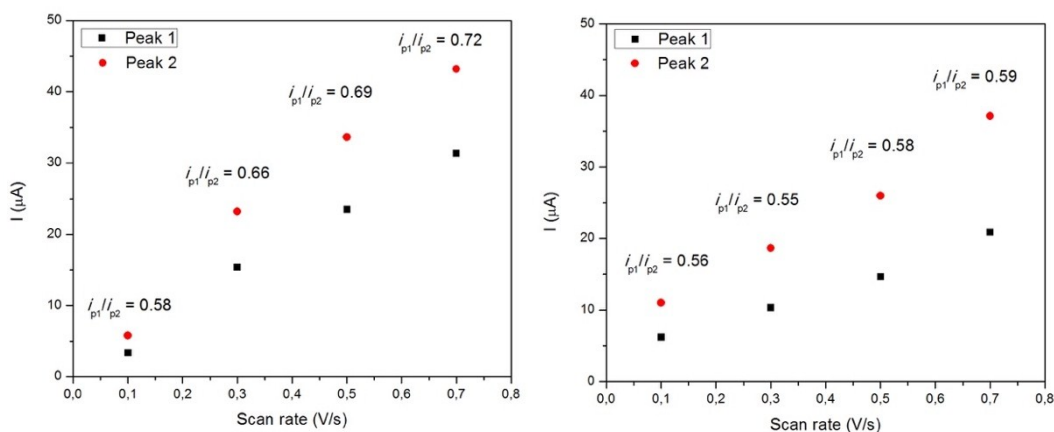 50
40
30
20
10
0
I (µA)
Peak 1
Peak 2
ip1/ip2 = 0.72
ip1/ip2 = 0.69
ip1/ip2 = 0.66
ip1/ip2 = 0.58
0,0 0,1 0,2 0,3 0,4 0,5 0,6 0,7 0,8
Scan rate (V/s)
50
40
30
20
10
0
I (µA)
Peak 1
Peak 2
ip1/ip2 = 0.59
ip1/ip2 = 0.58
ip1/ip2 = 0.55
ip1/ip2 = 0.56
0,0 0,1 0,2 0,3 0,4 0,5 0,6 0,7 0,8
Scan rate (V/s)